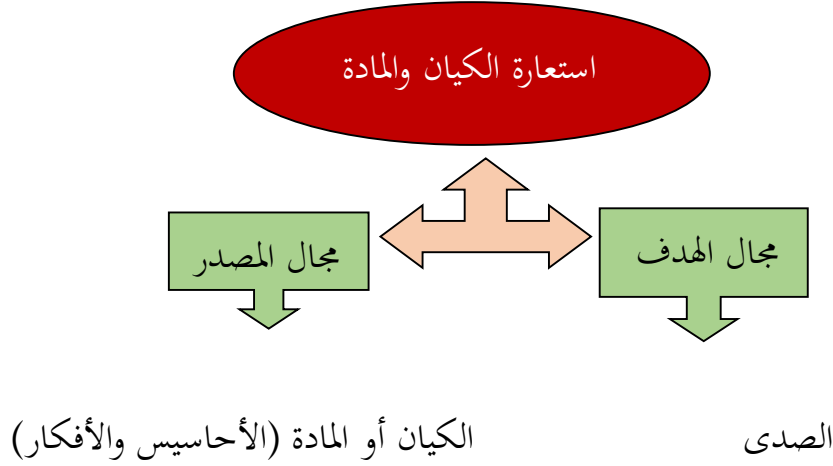 استعارة الكيان والمادة
مجال الهدف
مجال المصدر
الصدى
الكيان أو المادة (الأحاسيس والأفكار)